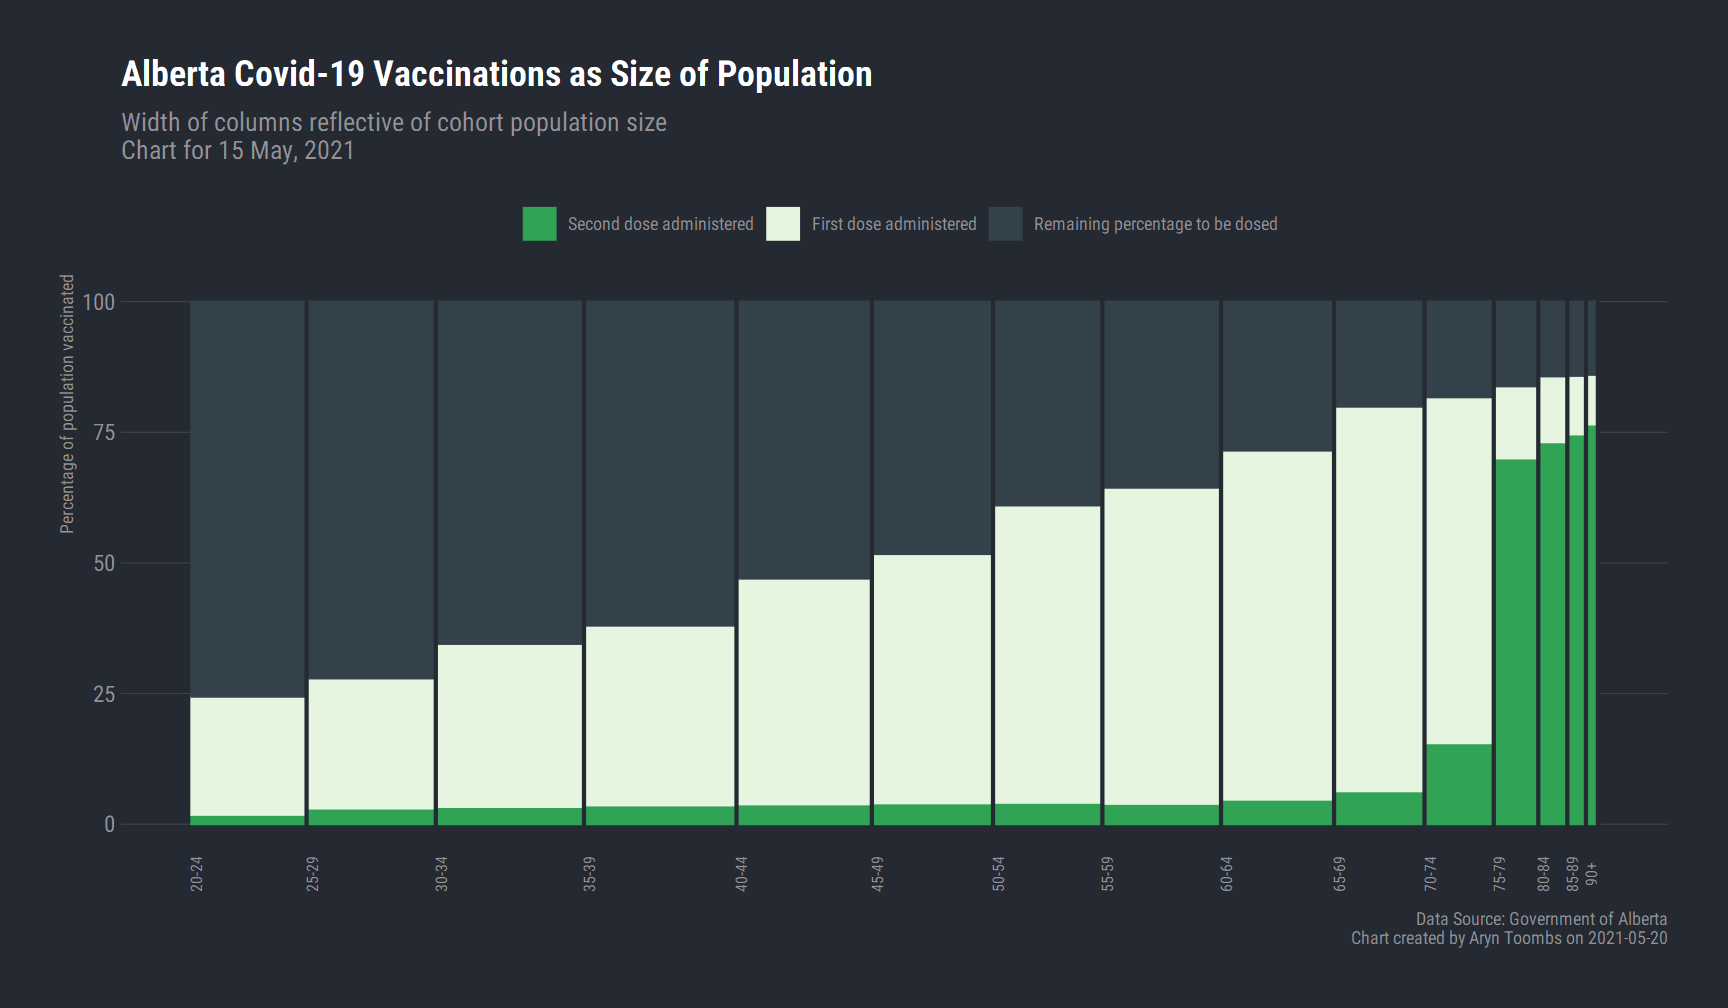 Alberta Covid-19 Vaccinations as Size of Population
Width of columns reflective of cohort population size
Chart for 15 May, 2021
Second dose administered
First dose administered
Remaining percentage to be dosed
Percentage of population vaccinated
100
75
50
25
0
20-24
25-29
30-34
35-39
40-44
45-49
50-54
55-59
60-64
65-69
70-74
75-79
80-84
85-89
90+
Data Source: Government of Alberta
Chart created by Aryn Toombs on 2021-05-20